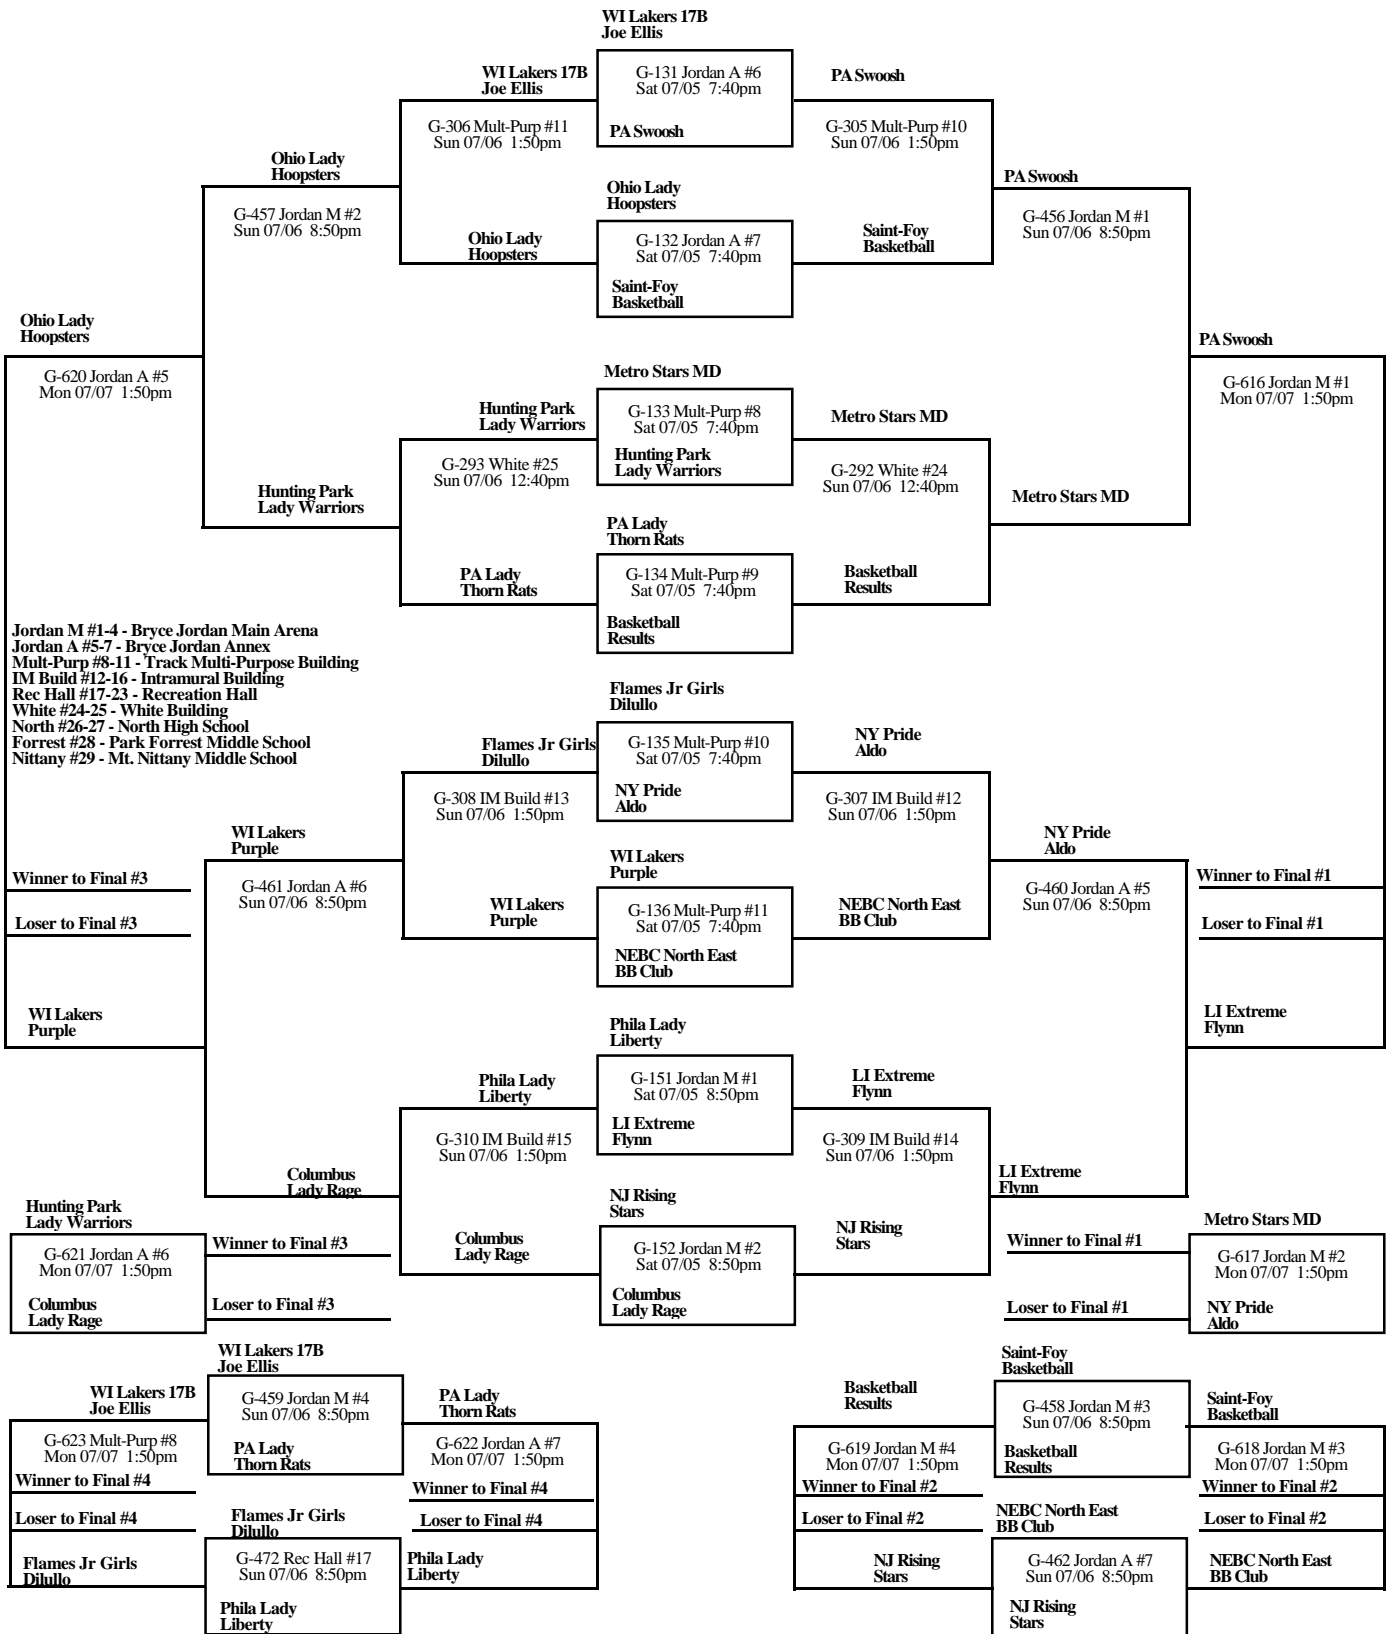 WI Lakers 17B
Joe Ellis
WI Lakers 17B
Joe Ellis
G-131 Jordan A #6
Sat 07/05 7:40pm
PA Swoosh
PA Swoosh
G-306 Mult-Purp #11
Sun 07/06 1:50pm
G-305 Mult-Purp #10
Sun 07/06 1:50pm
Ohio Lady
Hoopsters
PA Swoosh
Ohio Lady
Hoopsters
G-457 Jordan M #2
Sun 07/06 8:50pm
G-456 Jordan M #1
Sun 07/06 8:50pm
Ohio Lady
Hoopsters
G-132 Jordan A #7
Sat 07/05 7:40pm
Saint-Foy
Basketball
Saint-Foy
Basketball
Ohio Lady
Hoopsters
PA Swoosh
G-620 Jordan A #5
Mon 07/07 1:50pm
G-616 Jordan M #1
Mon 07/07 1:50pm
Metro Stars MD
Hunting Park
Lady Warriors
G-133 Mult-Purp #8
Sat 07/05 7:40pm
Metro Stars MD
Hunting Park
Lady Warriors
G-293 White #25
Sun 07/06 12:40pm
G-292 White #24
Sun 07/06 12:40pm
Hunting Park
Lady Warriors
Metro Stars MD
PA Lady
Thorn Rats
PA Lady
Thorn Rats
G-134 Mult-Purp #9
Sat 07/05 7:40pm
Basketball
Results
Basketball
Results
Jordan M #1-4 - Bryce Jordan Main Arena
Jordan A #5-7 - Bryce Jordan Annex
Mult-Purp #8-11 - Track Multi-Purpose Building
IM Build #12-16 - Intramural Building
Rec Hall #17-23 - Recreation Hall
White #24-25 - White Building
North #26-27 - North High School
Forrest #28 - Park Forrest Middle School
Nittany #29 - Mt. Nittany Middle School
Flames Jr Girls
Dilullo
Flames Jr Girls
Dilullo
G-135 Mult-Purp #10
Sat 07/05 7:40pm
NY Pride
Aldo
NY Pride
Aldo
G-308 IM Build #13
Sun 07/06 1:50pm
G-307 IM Build #12
Sun 07/06 1:50pm
WI Lakers
Purple
NY Pride
Aldo
WI Lakers
Purple
Winner to Final #3
G-461 Jordan A #6
Sun 07/06 8:50pm
G-460 Jordan A #5
Sun 07/06 8:50pm
Winner to Final #1
WI Lakers
Purple
G-136 Mult-Purp #11
Sat 07/05 7:40pm
NEBC North East
BB Club
Loser to Final #3
Loser to Final #1
NEBC North East
BB Club
WI Lakers
Purple
LI Extreme
Flynn
Phila Lady
Liberty
Phila Lady
Liberty
G-151 Jordan M #1
Sat 07/05 8:50pm
LI Extreme
Flynn
LI Extreme
Flynn
G-310 IM Build #15
Sun 07/06 1:50pm
G-309 IM Build #14
Sun 07/06 1:50pm
Columbus
Lady Rage
LI Extreme
Flynn
NJ Rising
Stars
Hunting Park
Lady Warriors
Metro Stars MD
Columbus
Lady Rage
G-152 Jordan M #2
Sat 07/05 8:50pm
NJ Rising
Stars
G-621 Jordan A #6
Mon 07/07 1:50pm
Winner to Final #3
Winner to Final #1
G-617 Jordan M #2
Mon 07/07 1:50pm
Columbus
Lady Rage
Columbus
Lady Rage
Loser to Final #3
Loser to Final #1
NY Pride
Aldo
WI Lakers 17B
Joe Ellis
Saint-Foy
Basketball
WI Lakers 17B
Joe Ellis
G-459 Jordan M #4
Sun 07/06 8:50pm
PA Lady
Thorn Rats
Basketball
Results
G-458 Jordan M #3
Sun 07/06 8:50pm
Saint-Foy
Basketball
G-623 Mult-Purp #8
Mon 07/07 1:50pm
PA Lady
Thorn Rats
G-622 Jordan A #7
Mon 07/07 1:50pm
G-619 Jordan M #4
Mon 07/07 1:50pm
Basketball
Results
G-618 Jordan M #3
Mon 07/07 1:50pm
Winner to Final #4
Winner to Final #4
Winner to Final #2
Winner to Final #2
Loser to Final #4
Flames Jr Girls
Dilullo
Loser to Final #4
Loser to Final #2
NEBC North East
BB Club
Loser to Final #2
Flames Jr Girls
Dilullo
G-472 Rec Hall #17
Sun 07/06 8:50pm
Phila Lady
Liberty
NJ Rising
Stars
G-462 Jordan A #7
Sun 07/06 8:50pm
NEBC North East
BB Club
Phila Lady
Liberty
NJ Rising
Stars